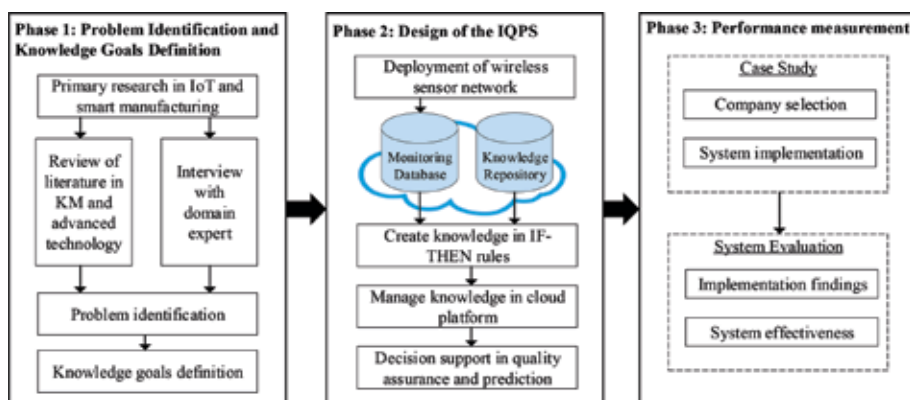 Phase 1: Problem Identification and
Knowledge Goals Definition
Primary research in IoT and
smart manufacturing
Review of
literature in
KM and
advanced
technology
Interview
with
domain
expert
Problem identification
Knowledge goals definition
Phase 2: Design of the IQPS
Deployment of wireless
sensor network
Monitoring
Database
Knowledge
Repository
Create knowledge in IF-
THEN rules
Manage knowledge in cloud
platform
Decision support in quality
assurance and prediction
Phase 3: Performance measurement
Case Study
Company selection
System implementation
System Evaluation
Implementation findings
System effectiveness